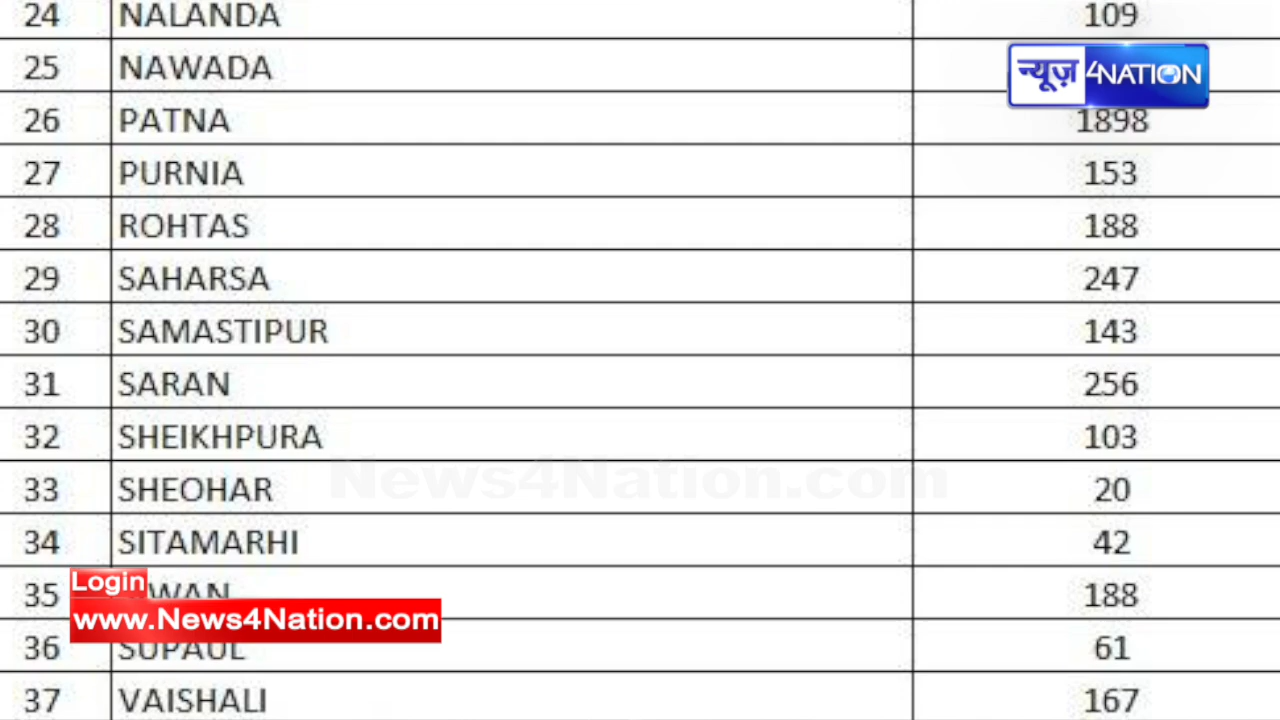 24 NALANDA 109
25 NAWADA
न्यूज़ 4NATION
26 PATNA 1898
27 PURNIA 153
28 ROHTAS 188
29 SAHARSA 247
30 SAMASTIPUR 143
31 SARAN 256
32 SHEIKHPURA 103
News4Nation.com
33 SHEOHAR 20
34 SITAMARHI 42
Login
35 188
www.News4Nation.com
36 SUPAUL 61
37 VAISHALI 167